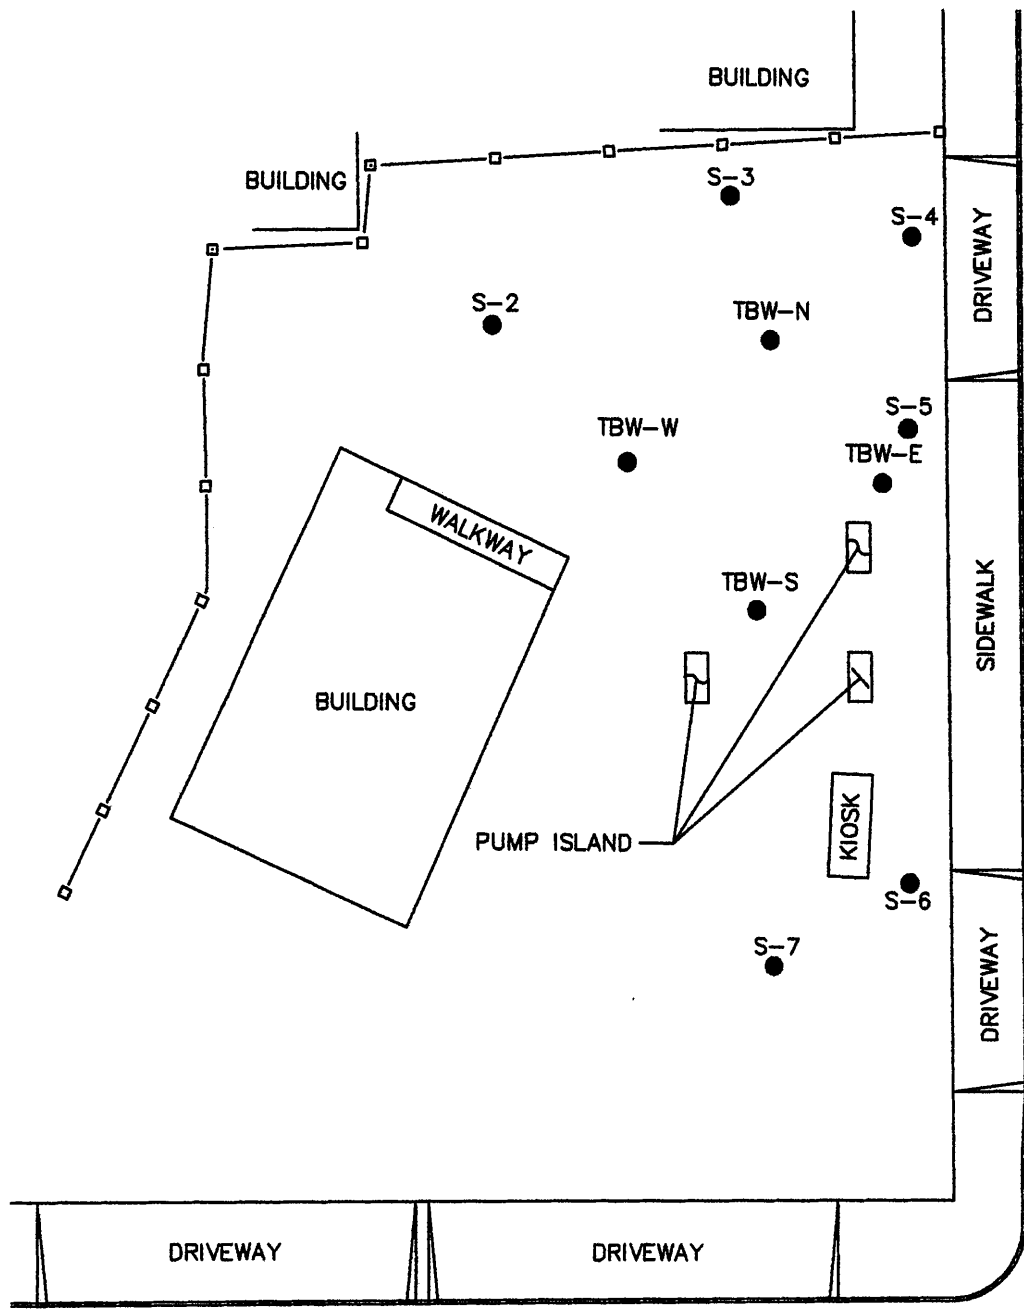 BUILDING
BUILDING
S-3
S-4
DRIVEWAY
S-2
TBW-N
S-5
TBW-W
TBW-E
WALKWAY
TBW-S
SIDEWALK
BUILDING
KIOSK
PUMP ISLAND
S-6
S-7
DRIVEWAY
DRIVEWAY
DRIVEWAY